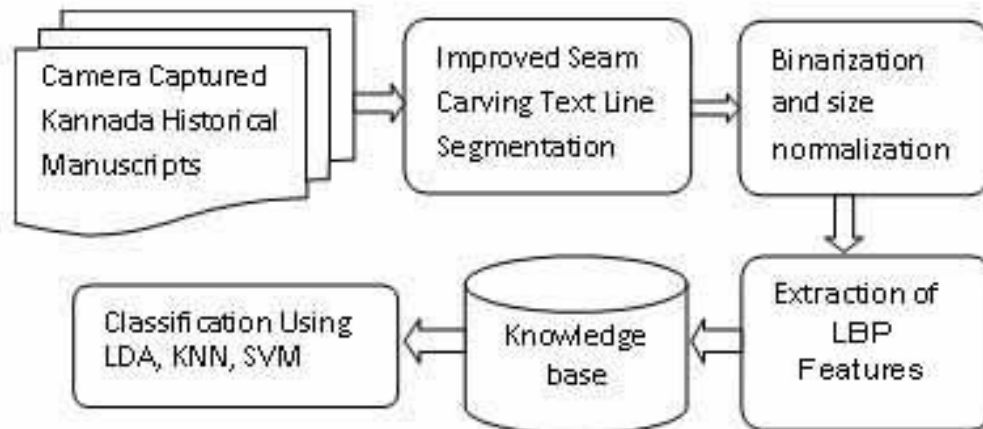 Camera Captured
Kannada Historical
Manuscripts
Improved Seam
Carving Text Line
Segmentation
Binarization
and size
normalization
Extraction of
LBP
Features
Knowledge
base
Classification Using
LDA, KNN, SVM